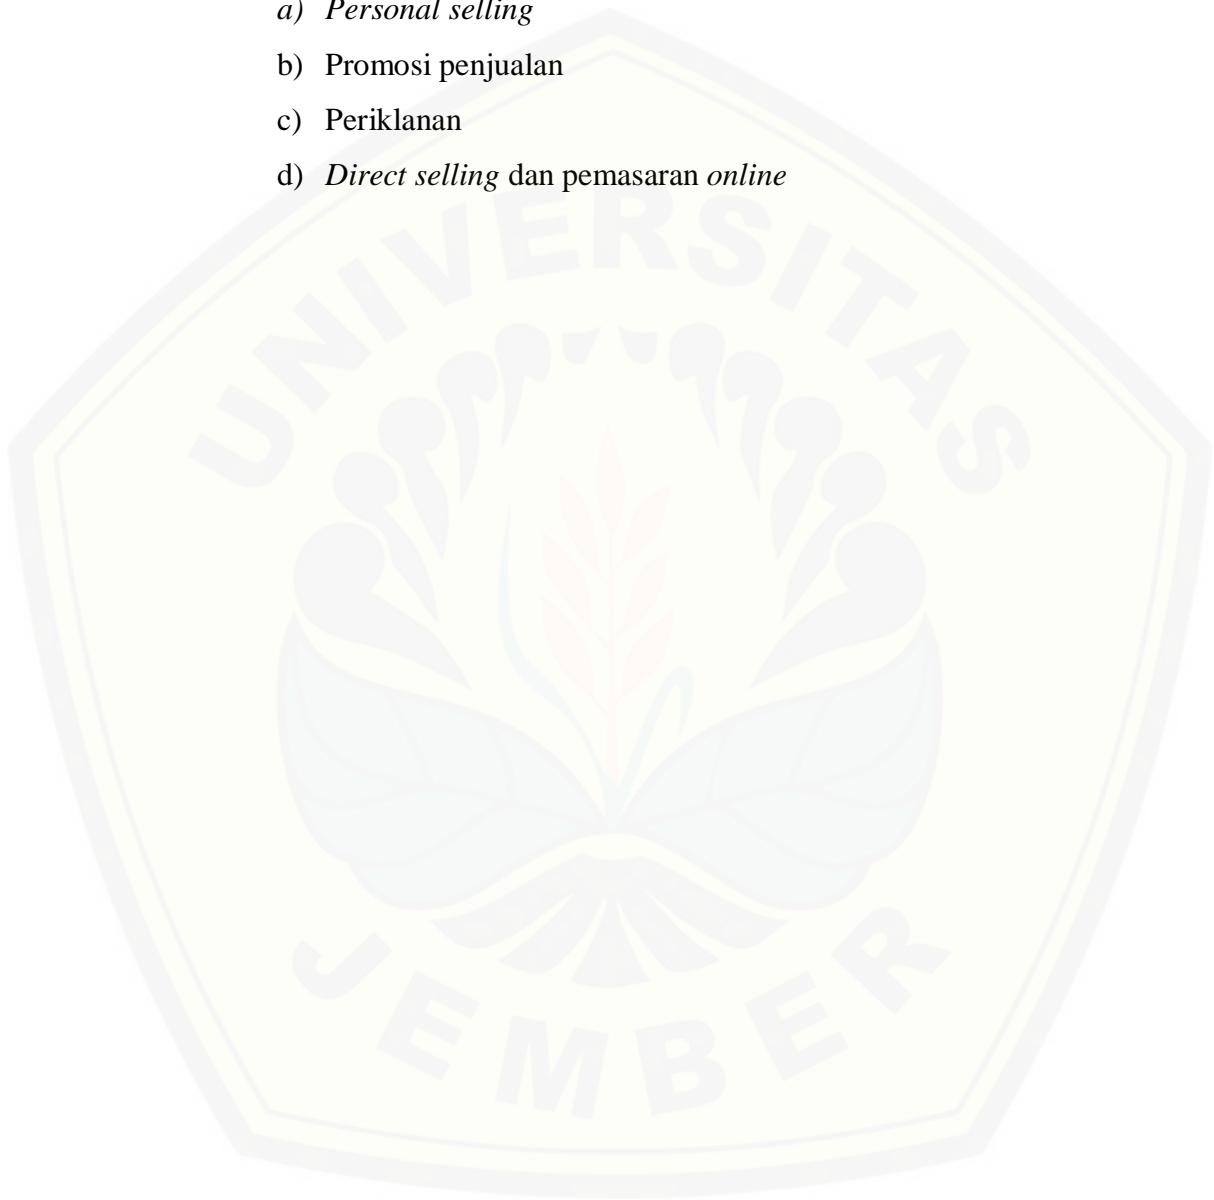 a) Personal selling
b) Promosi penjualan
c) Periklanan
d) Direct selling dan pemasaran online
UNIVERSITAS
JEMBER